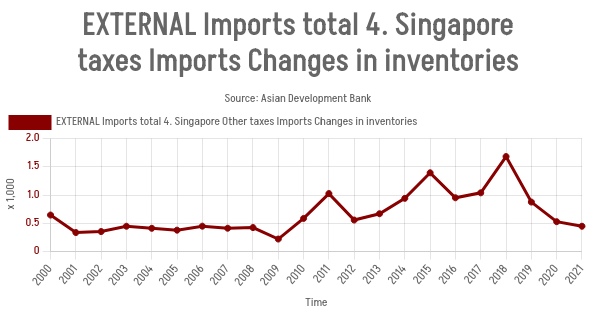 EXTERNAL Imports total 4. Singapore
taxes Imports Changes in inventories
Source: Asian Development Bank
EXTERNAL Imports total 4. Singapore Other taxes Imports Changes in inventories
2.0
1.5
1.0
0.5
0
x 1,000
2000 2001 2002 2003 2004 2005 2006 2007 2008 2009 2010 2011 2012 2013 2014 2015 2016 2017 2018 2019 2020 2021
Time